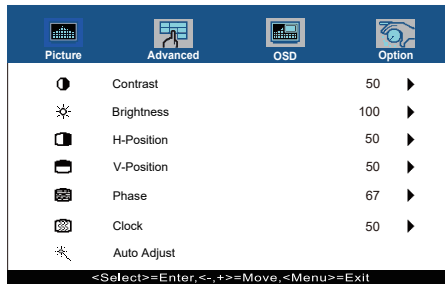 Picture Advanced OSD Option
Contrast 50
Brightness 100
H-Position 50
V-Position 50
Phase 67
Clock 50
Auto Adjust
<Select>=Enter,<-,+>=Move,<Menu>=Exit